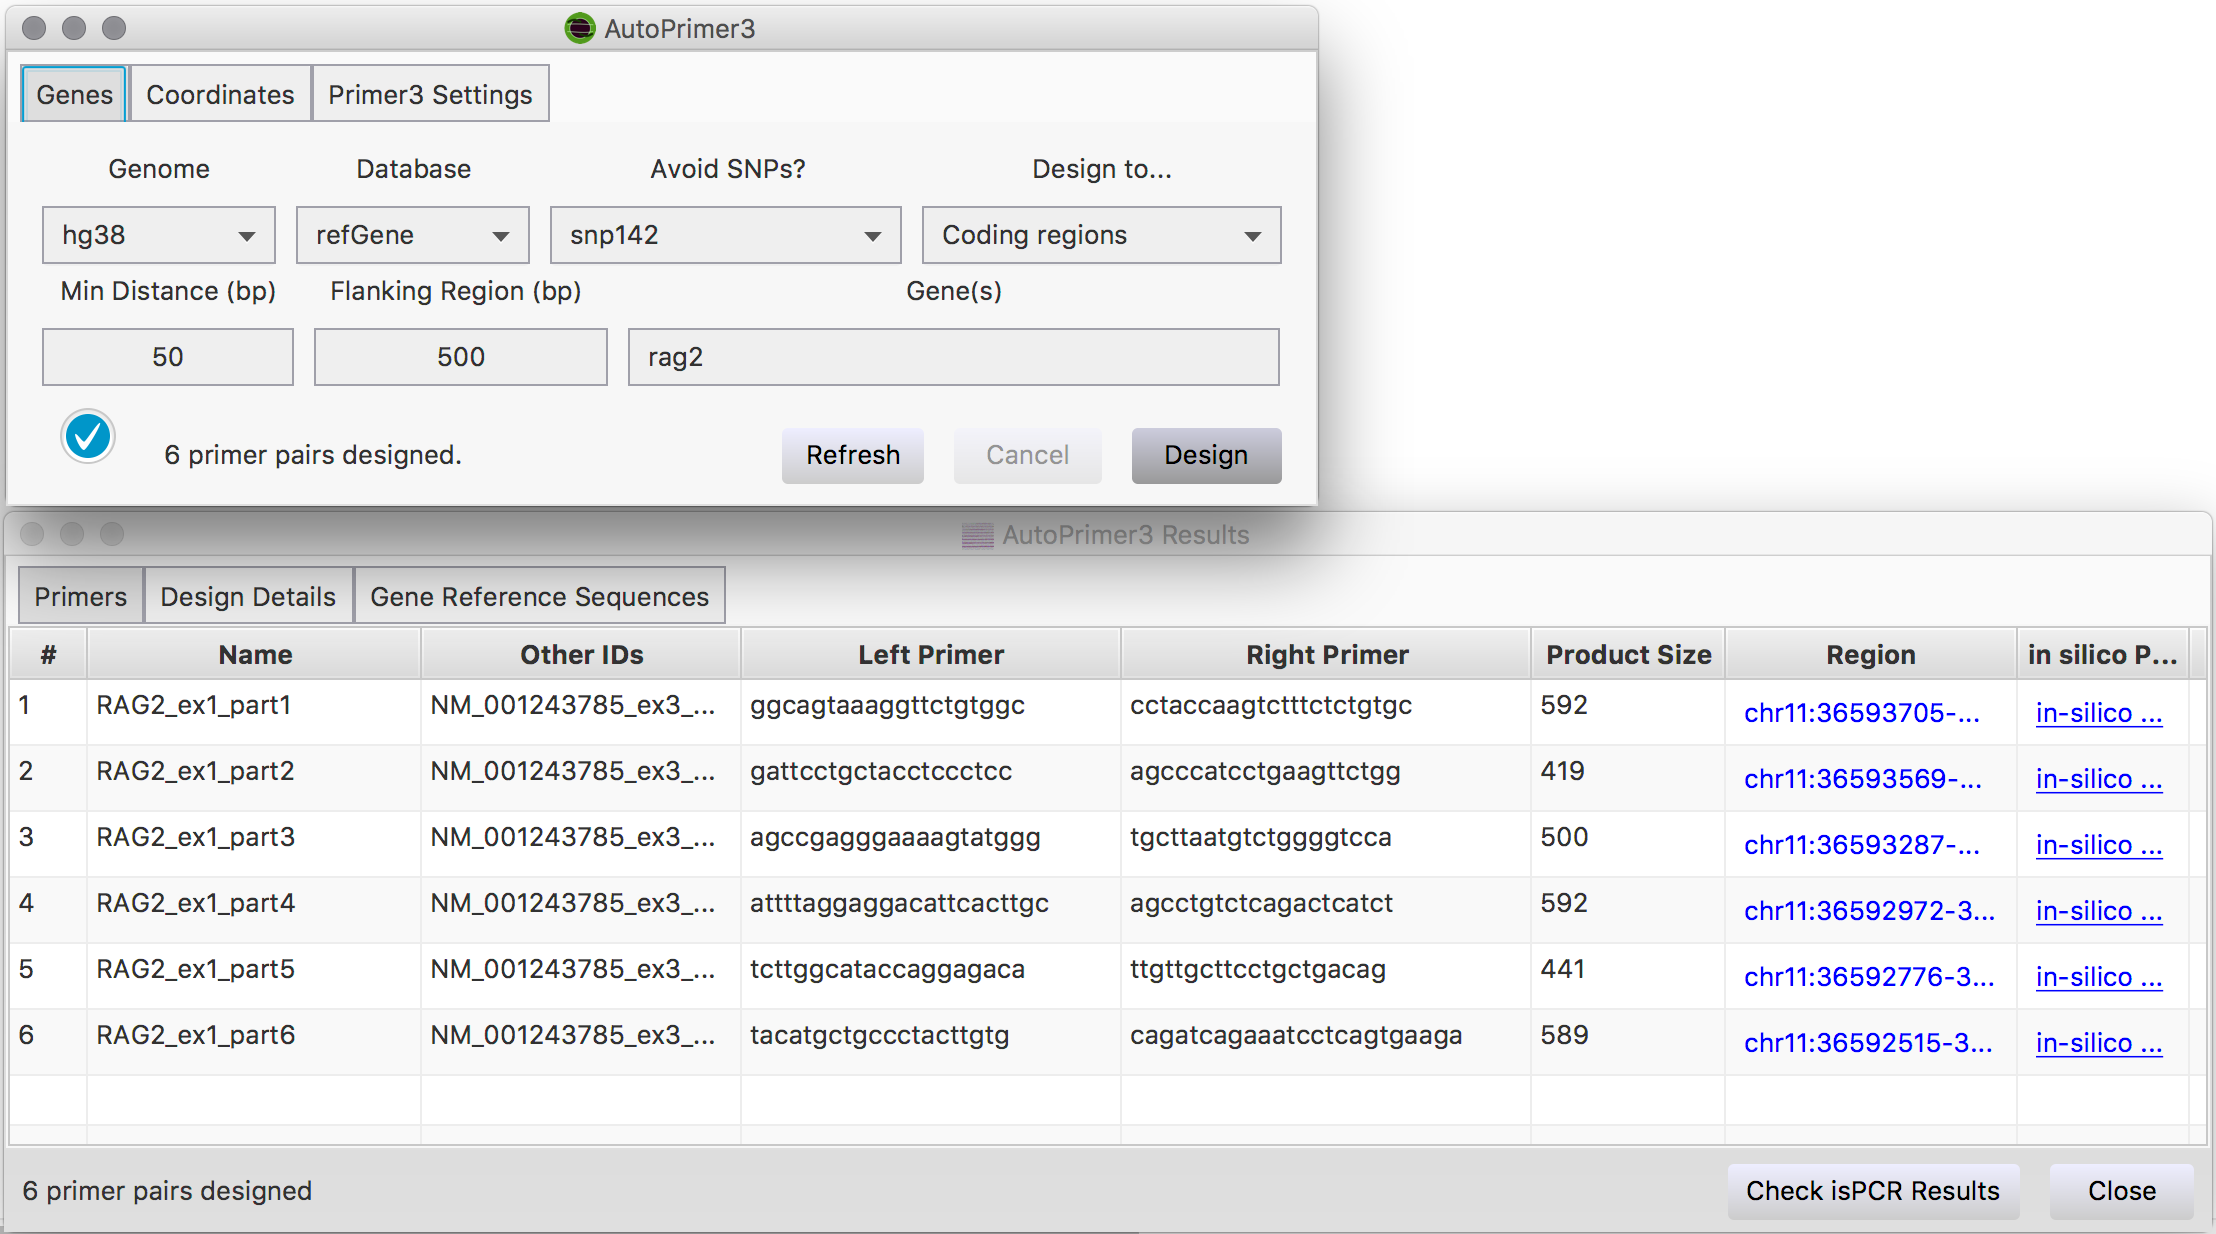 AutoPrimer3
Genes Coordinates Primer3 Settings
Genome Database Avoid SNPs? Design to...
hg38 refGene snp142 Coding regions
Min Distance (bp) Flanking Region (bp) Gene(s)
50 500 rag2
6 primer pairs designed. Refresh Cancel Design
AutoPrimer3 Results
Primers Design Details Gene Reference Sequences
# Name Other IDs Left Primer Right Primer Product Size Region in silico P...
1 RAG2_ex1_part1 NM_001243785_ex3_... ggcagtaaaggttctgtggc cctaccaagtctttctctgtgc 592 chr11:36593705-... in-silico ...
2 RAG2_ex1_part2 NM_001243785_ex3_... gattcctgctacctccctcc agcccatcctgaagttctgg 419 chr11:36593569-... in-silico ...
3 RAG2_ex1_part3 NM_001243785_ex3_... agccgagggaaaagtatggg tgcttaatgtctggggtcca 500 chr11:36593287-... in-silico ...
4 RAG2_ex1_part4 NM_001243785_ex3_... attttaggaggacattcacttgc agcctgtctcagactcatct 592 chr11:36592972-3... in-silico ...
5 RAG2_ex1_part5 NM_001243785_ex3_... tcttggcataccaggagaca ttgttgcttcctgctgacag 441 chr11:36592776-3... in-silico ...
6 RAG2_ex1_part6 NM_001243785_ex3_... tacatgctgccctacttgtg cagatcagaaatcctcagtgaaga 589 chr11:36592515-3... in-silico ...
6 primer pairs designed Check isPCR Results Close